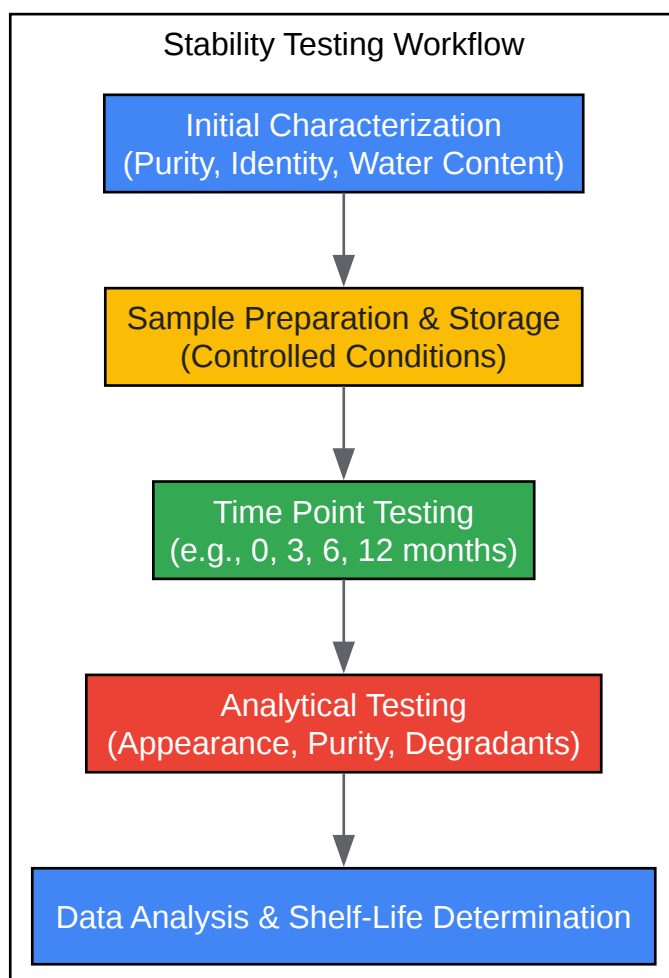 Stability Testing Workflow
Initial Characterization
(Purity, Identity, Water Content)
Sample Preparation & Storage
(Controlled Conditions)
Time Point Testing
(e.g., 0, 3, 6, 12 months)
Analytical Testing
(Appearance, Purity, Degradants)
Data Analysis & Shelf-Life Determination